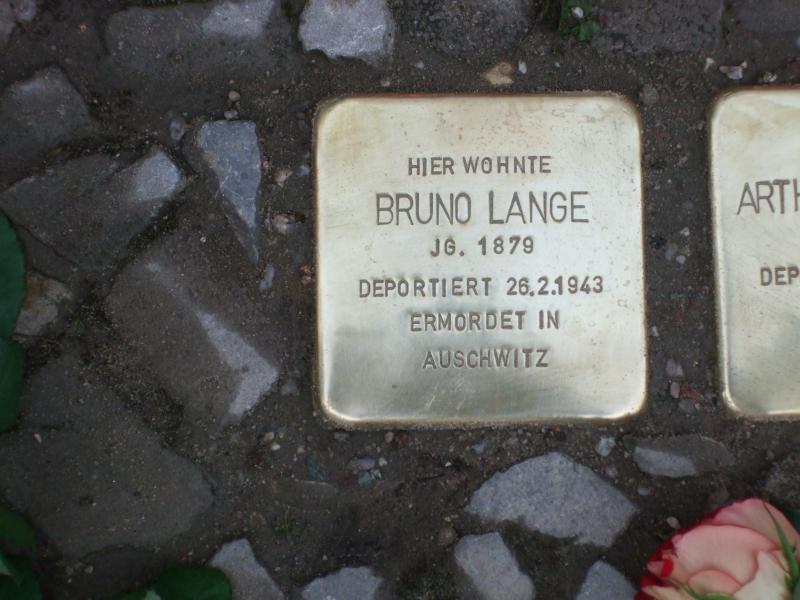 HIER WOHNTE
BRUNO LANGE
JG. 1879
DEPORTIERT 26.2.1943
ERMORDET IN
AUSCHWITZ